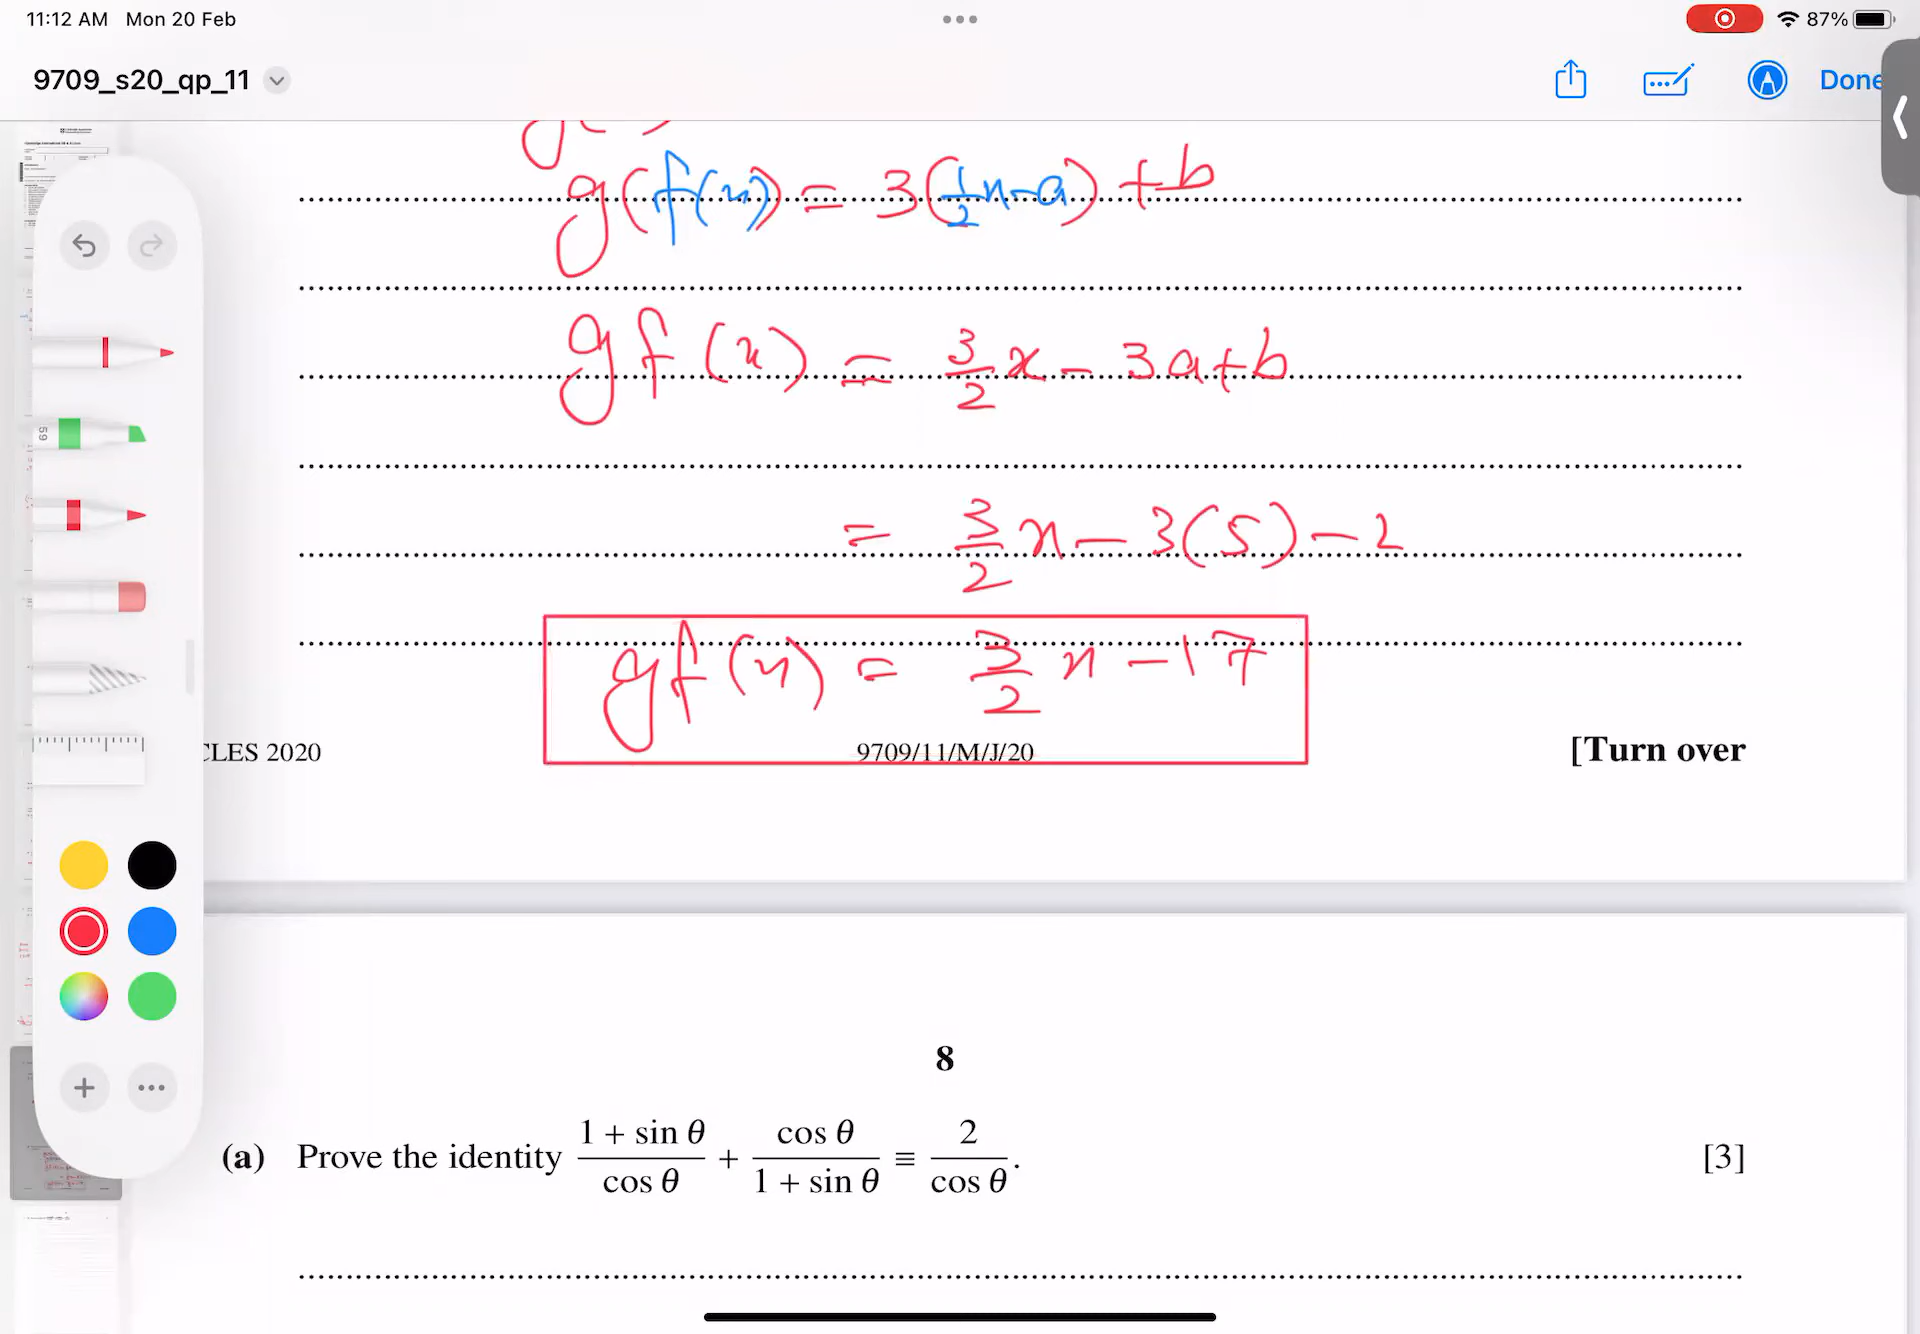 11:12 AM Mon 20 Feb
87%
9709_s20_qp_11
Done
g(f(x)) = 3(1/2 x - a) + b
gf(x) = 3/2 x - 3a + b
= 3/2 x - 3(5) - 2
gf(x) = 3/2 x - 17
CLES 2020
9709/11/M/J/20
[Turn over
59
8
(a) Prove the identity (1 + sin θ)/(cos θ) + (cos θ)/(1 + sin θ) ≡ 2/(cos θ). [3]